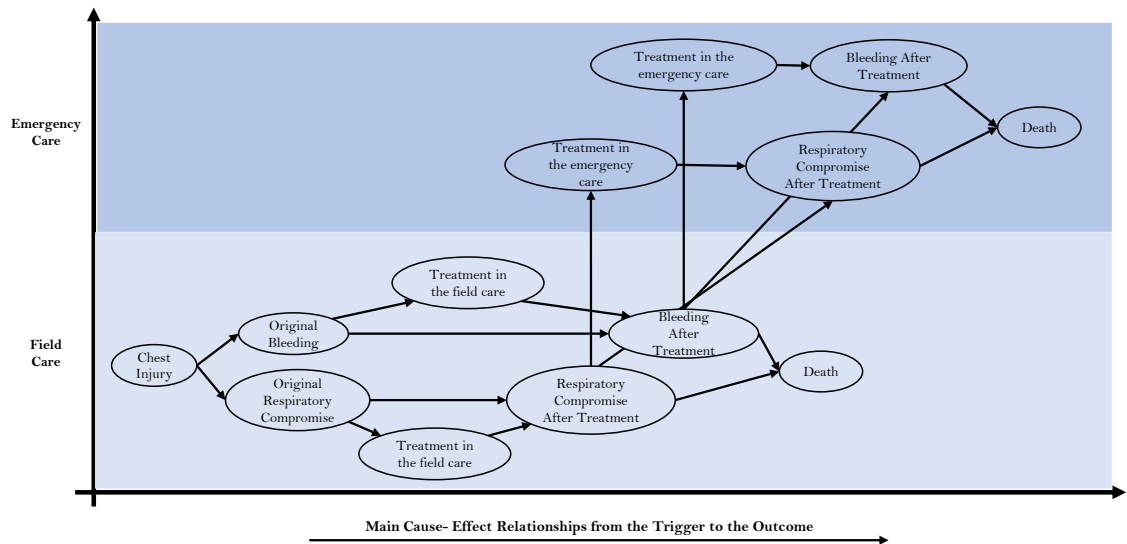 Treatment in the
emergency care
Bleeding After
Treatment
Emergency
Care
Death
Treatment in
the emergency
care
Respiratory
Compromise
After Treatment
Treatment in
the field care
Original
Bleeding
Bleeding
After
Treatment
Field
Care
Chest
Injury
Death
Original
Respiratory
Compromise
Respiratory
Compromise
After Treatment
Treatment in
the field care
Main Cause- Effect Relationships from the Trigger to the Outcome